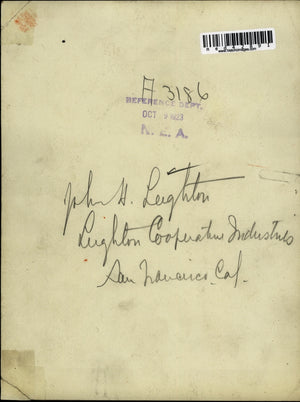 A 3186
REFERENCE DEPT.
OCT 9 1923
N. E. A.
John H. Leighton
Leighton Cooperative Industries
San Francisco, Cal.